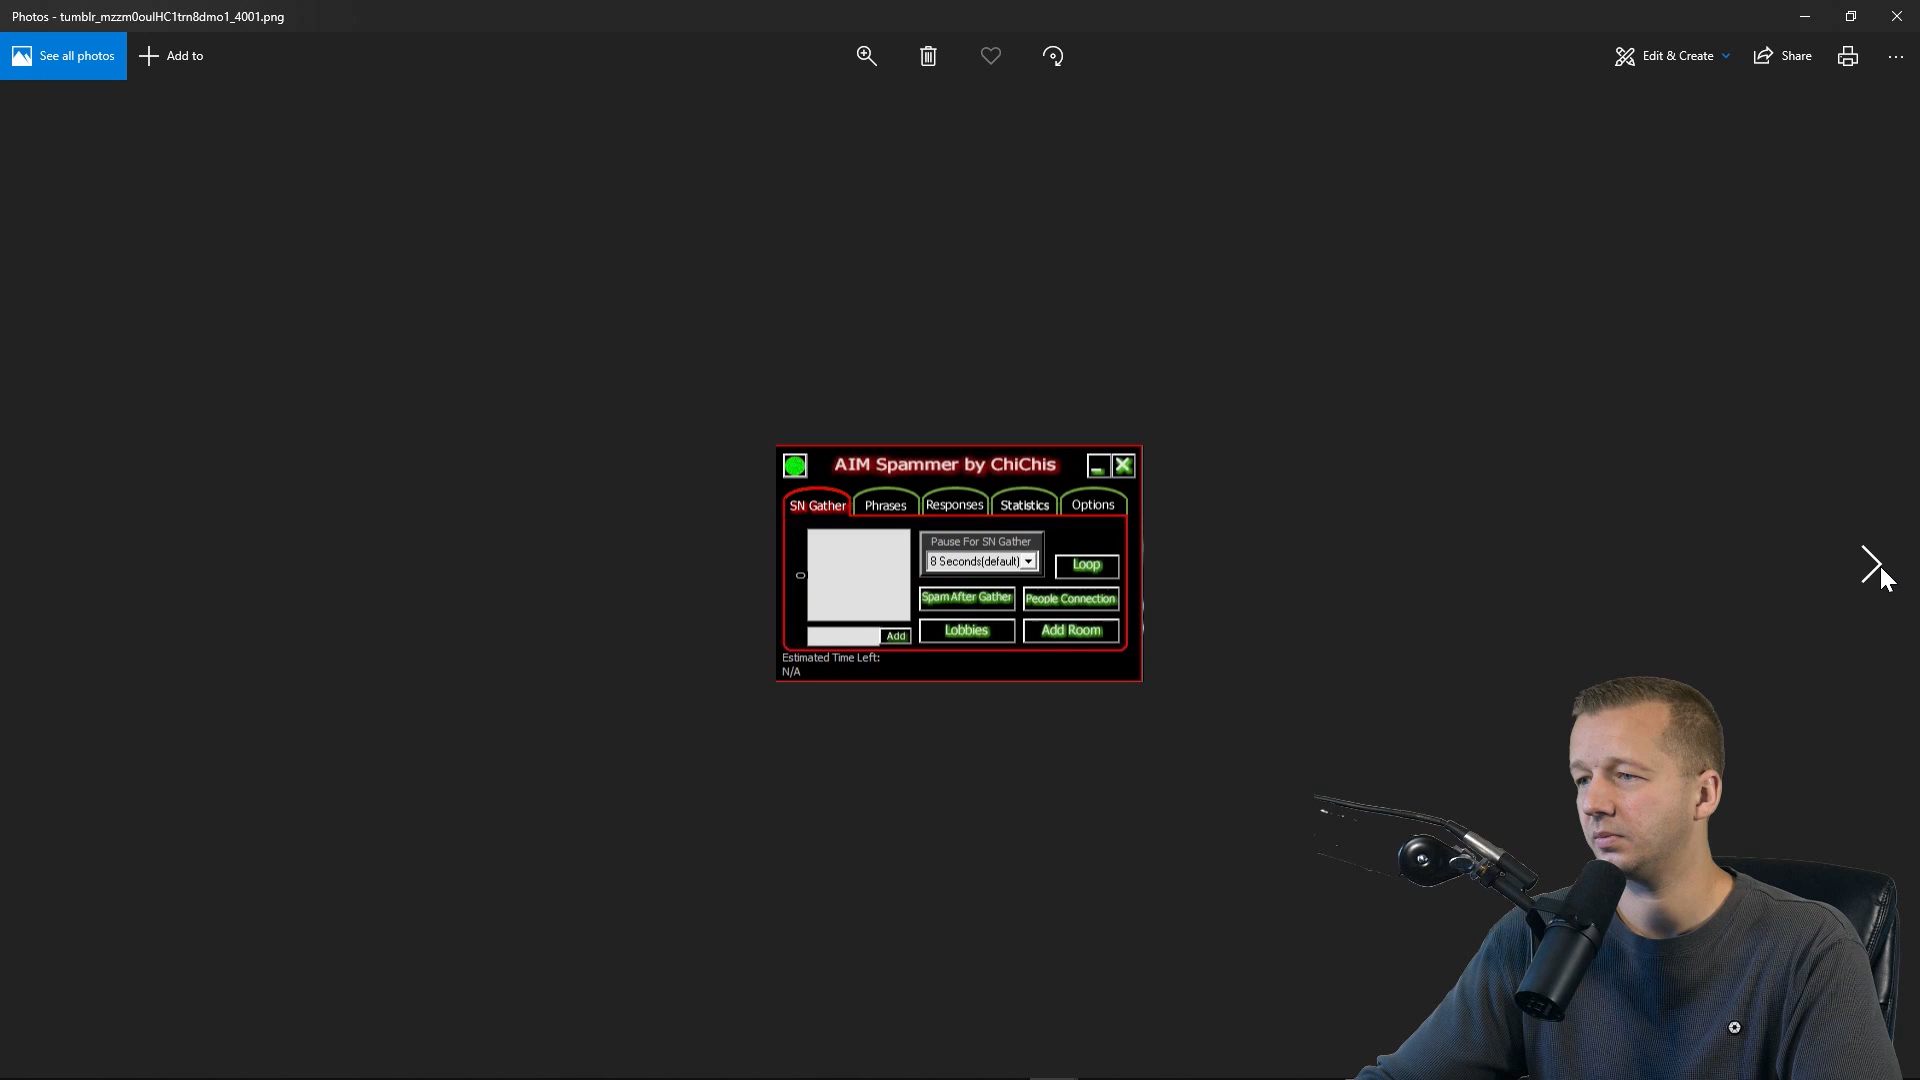 Photos - tumblr_mzzm0oulHC1trn8dmo1_4001.png
See all photos
Add to
Edit & Create
Share
AIM Spammer by ChiChis
SN Gather
Phrases
Responses
Statistics
Options
Pause For SN Gather
8 Seconds(default)
Loop
0
Spam After Gather
People Connection
Add
Lobbies
Add Room
Estimated Time Left:
N/A